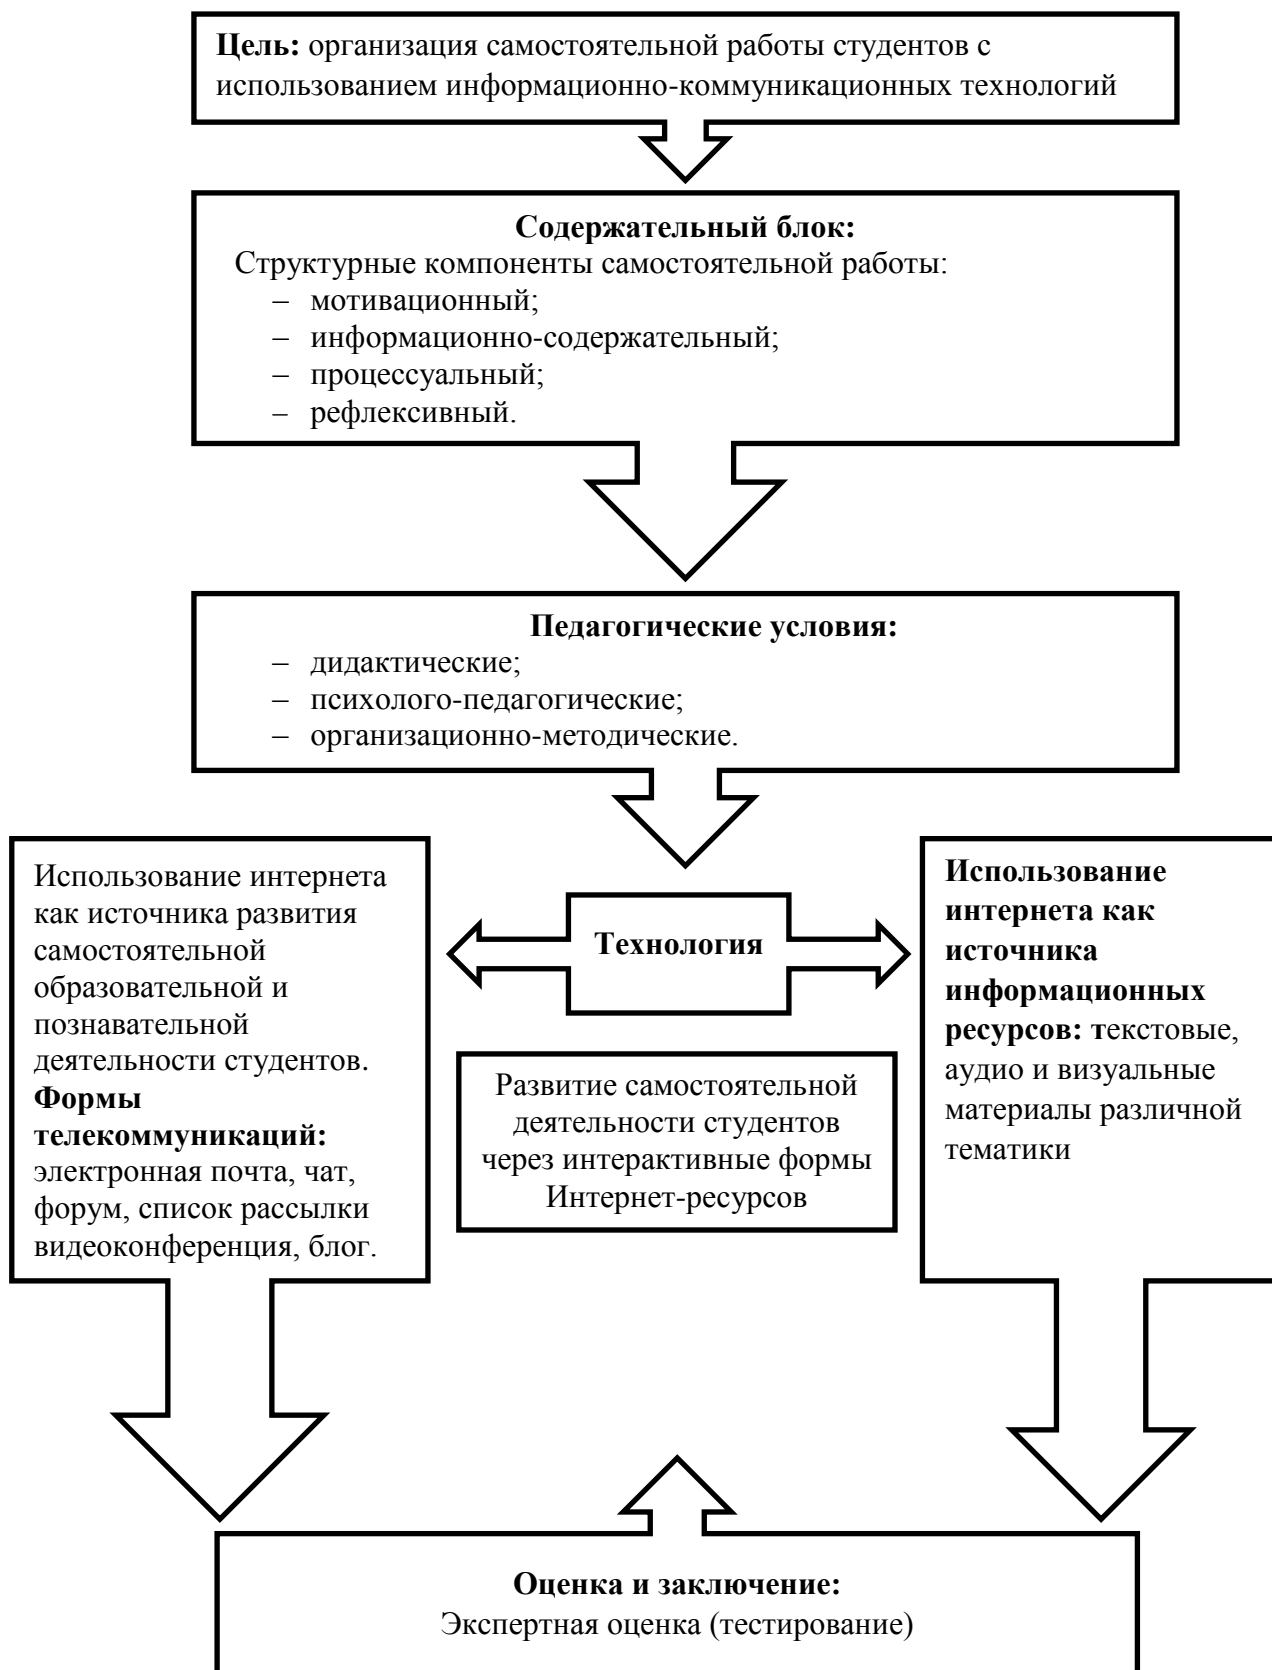 Цель: организация самостоятельной работы студентов с
использованием информационно-коммуникационных технологий
Содержательный блок:
Структурные компоненты самостоятельной работы:
– мотивационный;
– информационно-содержательный;
– процессуальный;
– рефлексивный.
Педагогические условия:
– дидактические;
– психолого-педагогические;
– организационно-методические.
Использование интернета
как источника развития
самостоятельной
образовательной и
познавательной
деятельности студентов.
Формы
телекоммуникаций:
электронная почта, чат,
форум, список рассылки
видеоконференция, блог.
Технология
Развитие самостоятельной
деятельности студентов
через интерактивные формы
Интернет-ресурсов
Использование
интернета как
источника
информационных
ресурсов: текстовые,
аудио и визуальные
материалы различной
тематики
Оценка и заключение:
Экспертная оценка (тестирование)